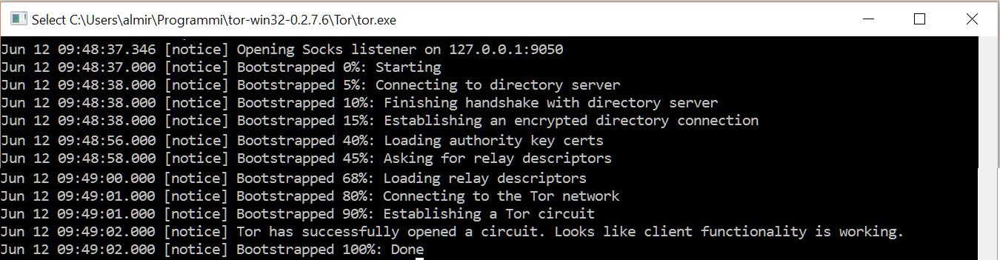 Select C:\Users\almir\Programmi\tor-win32-0.2.7.6\Tor\tor.exe
Jun 12 09:48:37.346 [notice] Opening Socks listener on 127.0.0.1:9050
Jun 12 09:48:37.000 [notice] Bootstrapped 0%: Starting
Jun 12 09:48:38.000 [notice] Bootstrapped 5%: Connecting to directory server
Jun 12 09:48:38.000 [notice] Bootstrapped 10%: Finishing handshake with directory server
Jun 12 09:48:38.000 [notice] Bootstrapped 15%: Establishing an encrypted directory connection
Jun 12 09:48:56.000 [notice] Bootstrapped 40%: Loading authority key certs
Jun 12 09:48:58.000 [notice] Bootstrapped 45%: Asking for relay descriptors
Jun 12 09:49:00.000 [notice] Bootstrapped 68%: Loading relay descriptors
Jun 12 09:49:01.000 [notice] Bootstrapped 80%: Connecting to the Tor network
Jun 12 09:49:01.000 [notice] Bootstrapped 90%: Establishing a Tor circuit
Jun 12 09:49:02.000 [notice] Tor has successfully opened a circuit. Looks like client functionality is working.
Jun 12 09:49:02.000 [notice] Bootstrapped 100%: Done